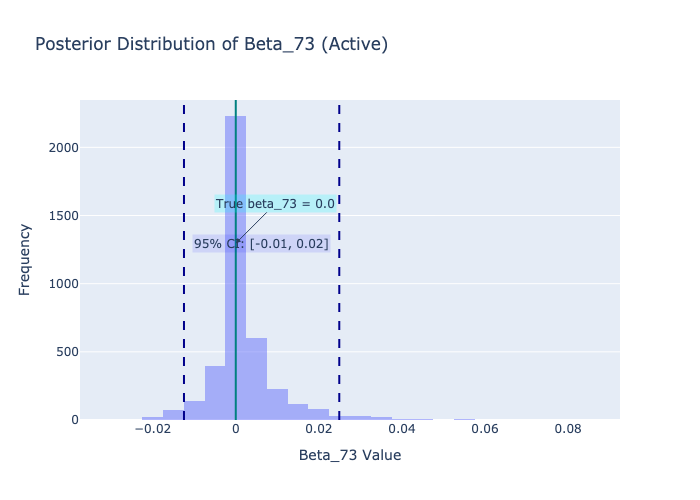 Posterior Distribution of Beta_73 (Active)
Frequency
2000
1500
1000
500
0
True beta_73 = 0.0
95% CI: [-0.01, 0.02]
−0.02
0
0.02
0.04
0.06
0.08
Beta_73 Value